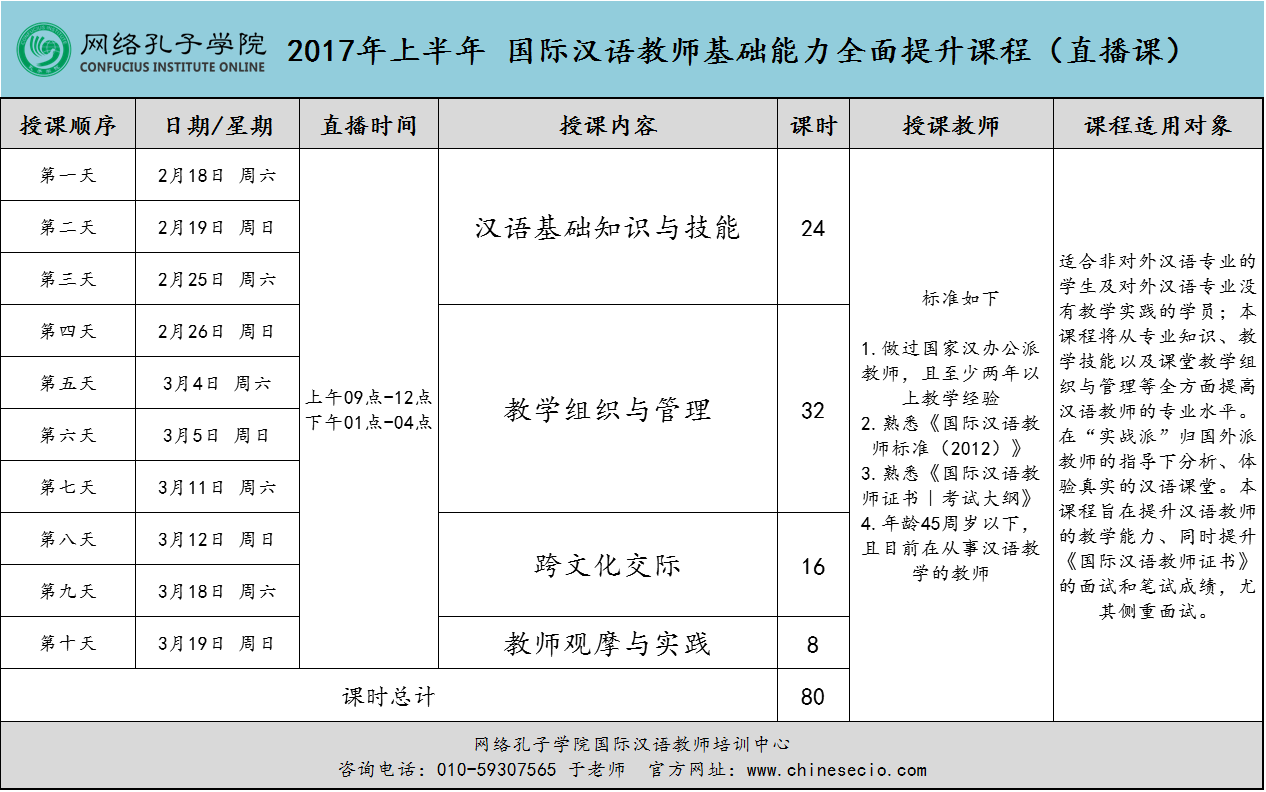 网络孔子学院
CONFUCIUS INSTITUTE ONLINE
2017年上半年 国际汉语教师基础能力全面提升课程（直播课）
授课顺序 日期/星期 直播时间 授课内容 课时 授课教师 课程适用对象
第一天 2月18日 周六
第二天 2月19日 周日
第三天 2月25日 周六
第四天 2月26日 周日
第五天 3月4日 周六
第六天 3月5日 周日
第七天 3月11日 周六
第八天 3月12日 周日
第九天 3月18日 周六
第十天 3月19日 周日
上午09点-12点
下午01点-04点
汉语基础知识与技能 24
教学组织与管理 32
跨文化交际 16
教师观摩与实践 8
课时总计 80
标准如下
1.做过国家汉办公派
教师，且至少两年以
上教学经验
2.熟悉《国际汉语教
师标准（2012）》
3.熟悉《国际汉语教
师证书|考试大纲》
4.年龄45周岁以下，
且目前在从事汉语教
学的教师
适合非对外汉语专业的
学生及对外汉语专业没
有教学实践的学员；本
课程将从专业知识、教
学技能以及课堂教学组
织与管理等全方面提高
汉语教师的专业水平。
在“实战派”归国外派
教师的指导下分析、体
验真实的汉语课堂。本
课程旨在提升汉语教师
的教学能力、同时提升
《国际汉语教师证书》
的面试和笔试成绩，尤
其侧重面试。
网络孔子学院国际汉语教师培训中心
咨询电话：010-59307565 于老师 官方网址：www.chinesecio.com